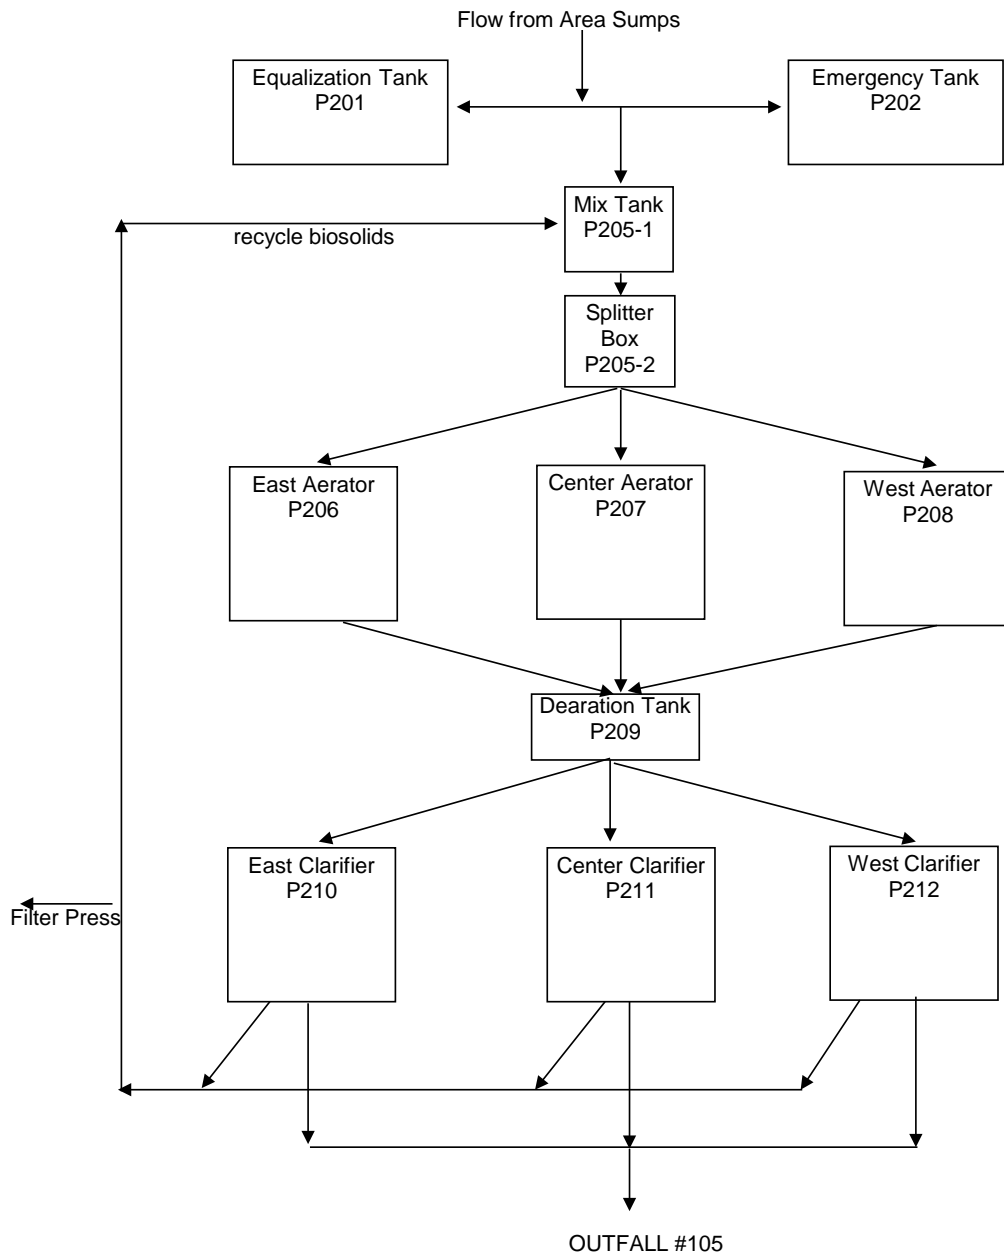 Flow from Area Sumps
Equalization Tank
P201
Emergency Tank
P202
Mix Tank
P205-1
recycle biosolids
Splitter
Box
P205-2
East Aerator
P206
Center Aerator
P207
West Aerator
P208
Dearation Tank
P209
East Clarifier
P210
Center Clarifier
P211
West Clarifier
P212
Filter Press
OUTFALL #105